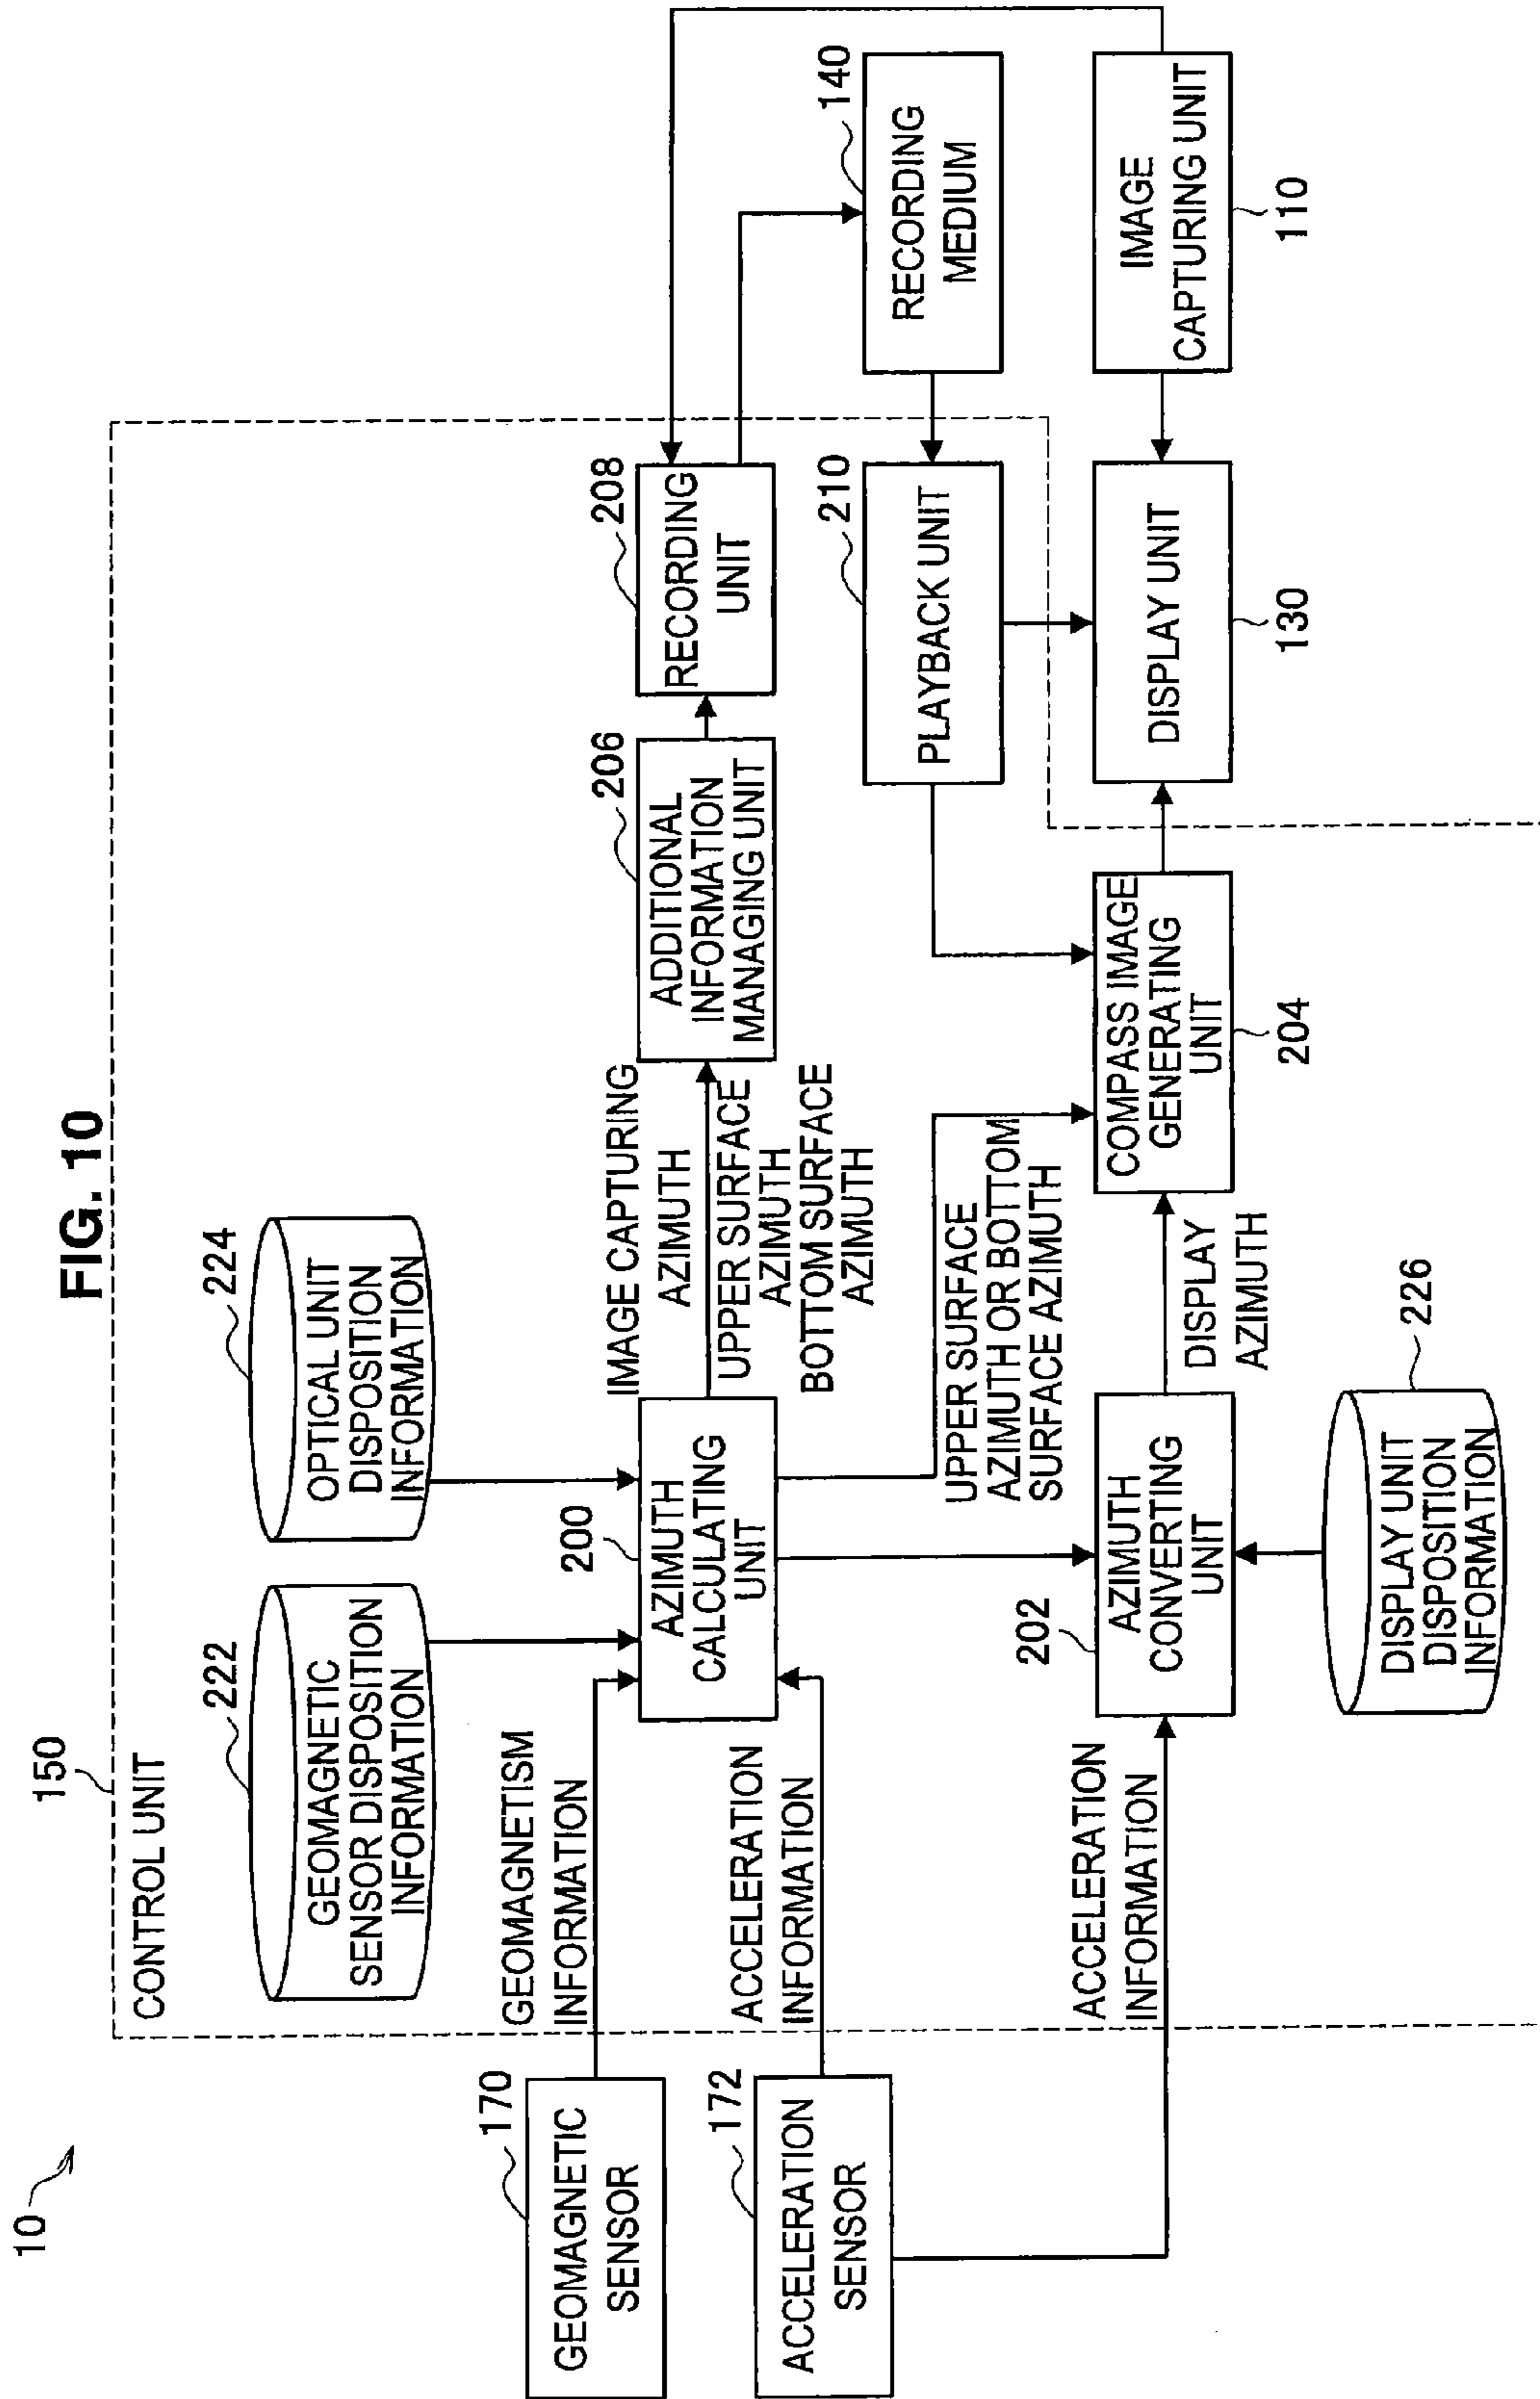 FIG. 10
10
150
CONTROL UNIT
222
GEOMAGNETIC
SENSOR DISPOSITION
INFORMATION
224
OPTICAL UNIT
DISPOSITION
INFORMATION
170
GEOMAGNETIC
SENSOR
GEOMAGNETISM
INFORMATION
200
AZIMUTH
CALCULATING
UNIT
IMAGE CAPTURING
AZIMUTH
UPPER SURFACE
AZIMUTH
BOTTOM SURFACE
AZIMUTH
206
ADDITIONAL
INFORMATION
MANAGING UNIT
208
RECORDING
UNIT
172
ACCELERATION
SENSOR
ACCELERATION
INFORMATION
UPPER SURFACE
AZIMUTH OR BOTTOM
SURFACE AZIMUTH
210
PLAYBACK UNIT
140
RECORDING
MEDIUM
ACCELERATION
INFORMATION
202
AZIMUTH
CONVERTING
UNIT
DISPLAY
AZIMUTH
COMPASS IMAGE
GENERATING
UNIT
204
DISPLAY UNIT
130
IMAGE
CAPTURING UNIT
110
226
DISPLAY UNIT
DISPOSITION
INFORMATION